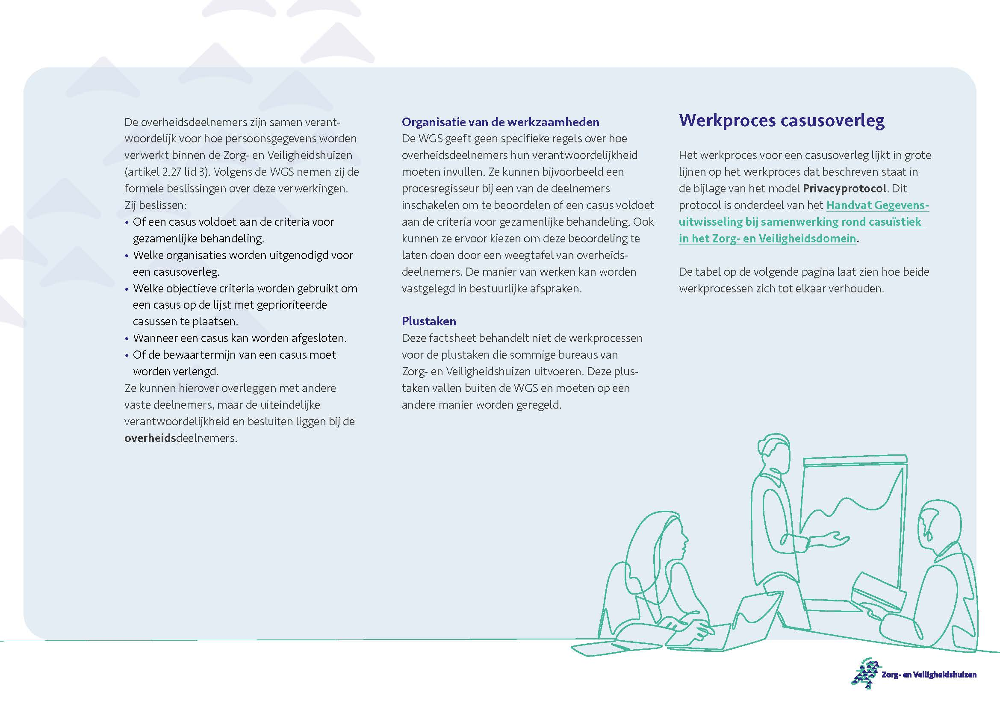 De overheidsdeelnemers zijn samen verant-
woordelijk voor hoe persoonsgegevens worden
verwerkt binnen de Zorg- en Veiligheidshuizen
(artikel 2.27 lid 3). Volgens de WGS nemen zij de
formele beslissingen over deze verwerkingen.
Zij beslissen:
• Of een casus voldoet aan de criteria voor
gezamenlijke behandeling.
• Welke organisaties worden uitgenodigd voor
een casusoverleg.
• Welke objectieve criteria worden gebruikt om
een casus op de lijst met geprioriteerde
casussen te plaatsen.
• Wanneer een casus kan worden afgesloten.
• Of de bewaartermijn van een casus moet
worden verlengd.
Ze kunnen hierover overleggen met andere
vaste deelnemers, maar de uiteindelijke
verantwoordelijkheid en besluiten liggen bij de
overheidsdeelnemers.
Organisatie van de werkzaamheden
De WGS geeft geen specifieke regels over hoe
overheidsdeelnemers hun verantwoordelijkheid
moeten invullen. Ze kunnen bijvoorbeeld een
procesregisseur bij een van de deelnemers
inschakelen om te beoordelen of een casus voldoet
aan de criteria voor gezamenlijke behandeling. Ook
kunnen ze ervoor kiezen om deze beoordeling te
laten doen door een weegtafel van overheids-
deelnemers. De manier van werken kan worden
vastgelegd in bestuurlijke afspraken.
Plustaken
Deze factsheet behandelt niet de werkprocessen
voor de plustaken die sommige bureaus van
Zorg- en Veiligheidshuizen uitvoeren. Deze plus-
taken vallen buiten de WGS en moeten op een
andere manier worden geregeld.
Werkproces casusoverleg
Het werkproces voor een casusoverleg lijkt in grote
lijnen op het werkproces dat beschreven staat in
de bijlage van het model Privacyprotocol. Dit
protocol is onderdeel van het Handvat Gegevens-
uitwisseling bij samenwerking rond casuïstiek
in het Zorg- en Veiligheidsdomein.
De tabel op de volgende pagina laat zien hoe beide
werkprocessen zich tot elkaar verhouden.
Zorg- en Veiligheidshuizen